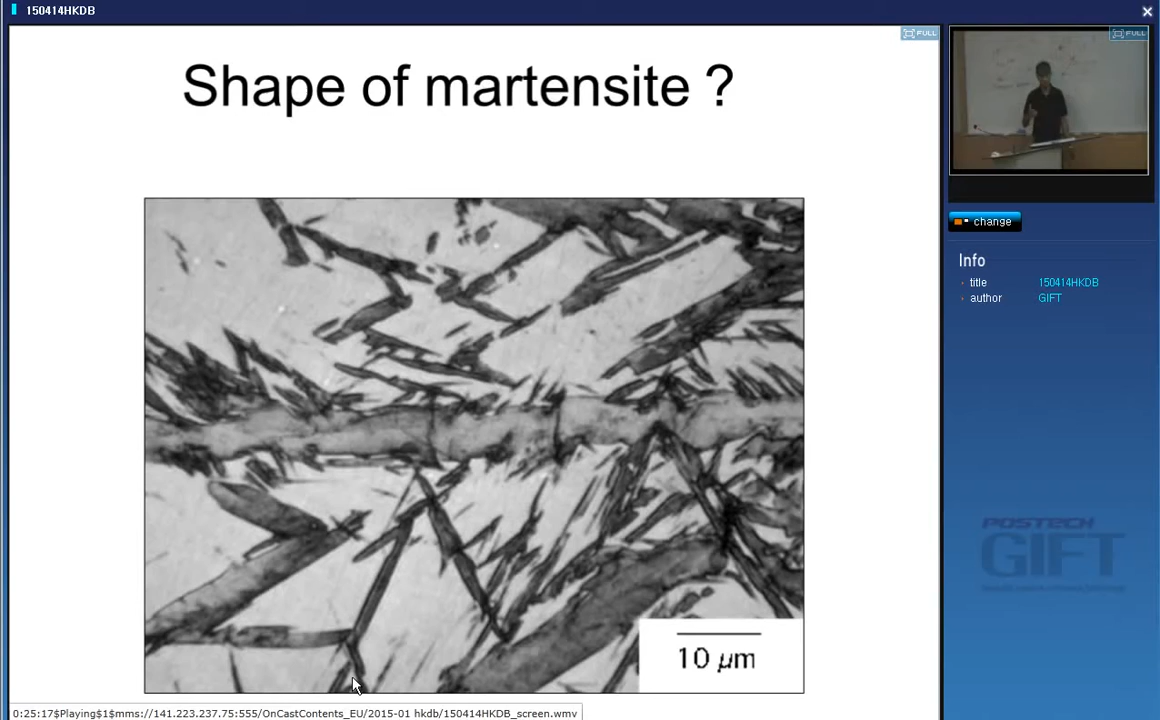 150414HKDB
FULL
FULL
Shape of martensite ?
change
Info
title 150414HKDB
author GIFT
POSTECH
GIFT
10 μm
0:25:17$Playing$1$mms://141.223.237.75:555/OnCastContents_EU/2015-01 hkdb/150414HKDB_screen.wmv